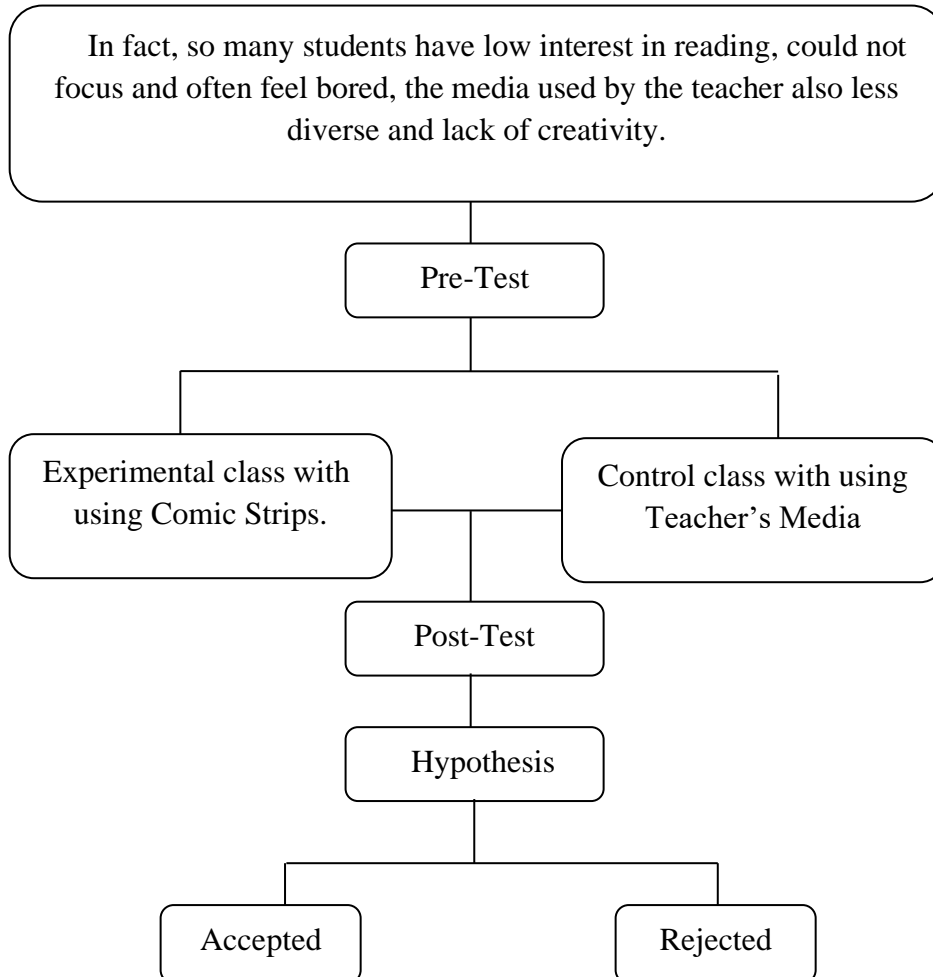 In fact, so many students have low interest in reading, could not
focus and often feel bored, the media used by the teacher also less
diverse and lack of creativity.
Pre-Test
Experimental class with
using Comic Strips.
Control class with using
Teacher’s Media
Post-Test
Hypothesis
Accepted
Rejected